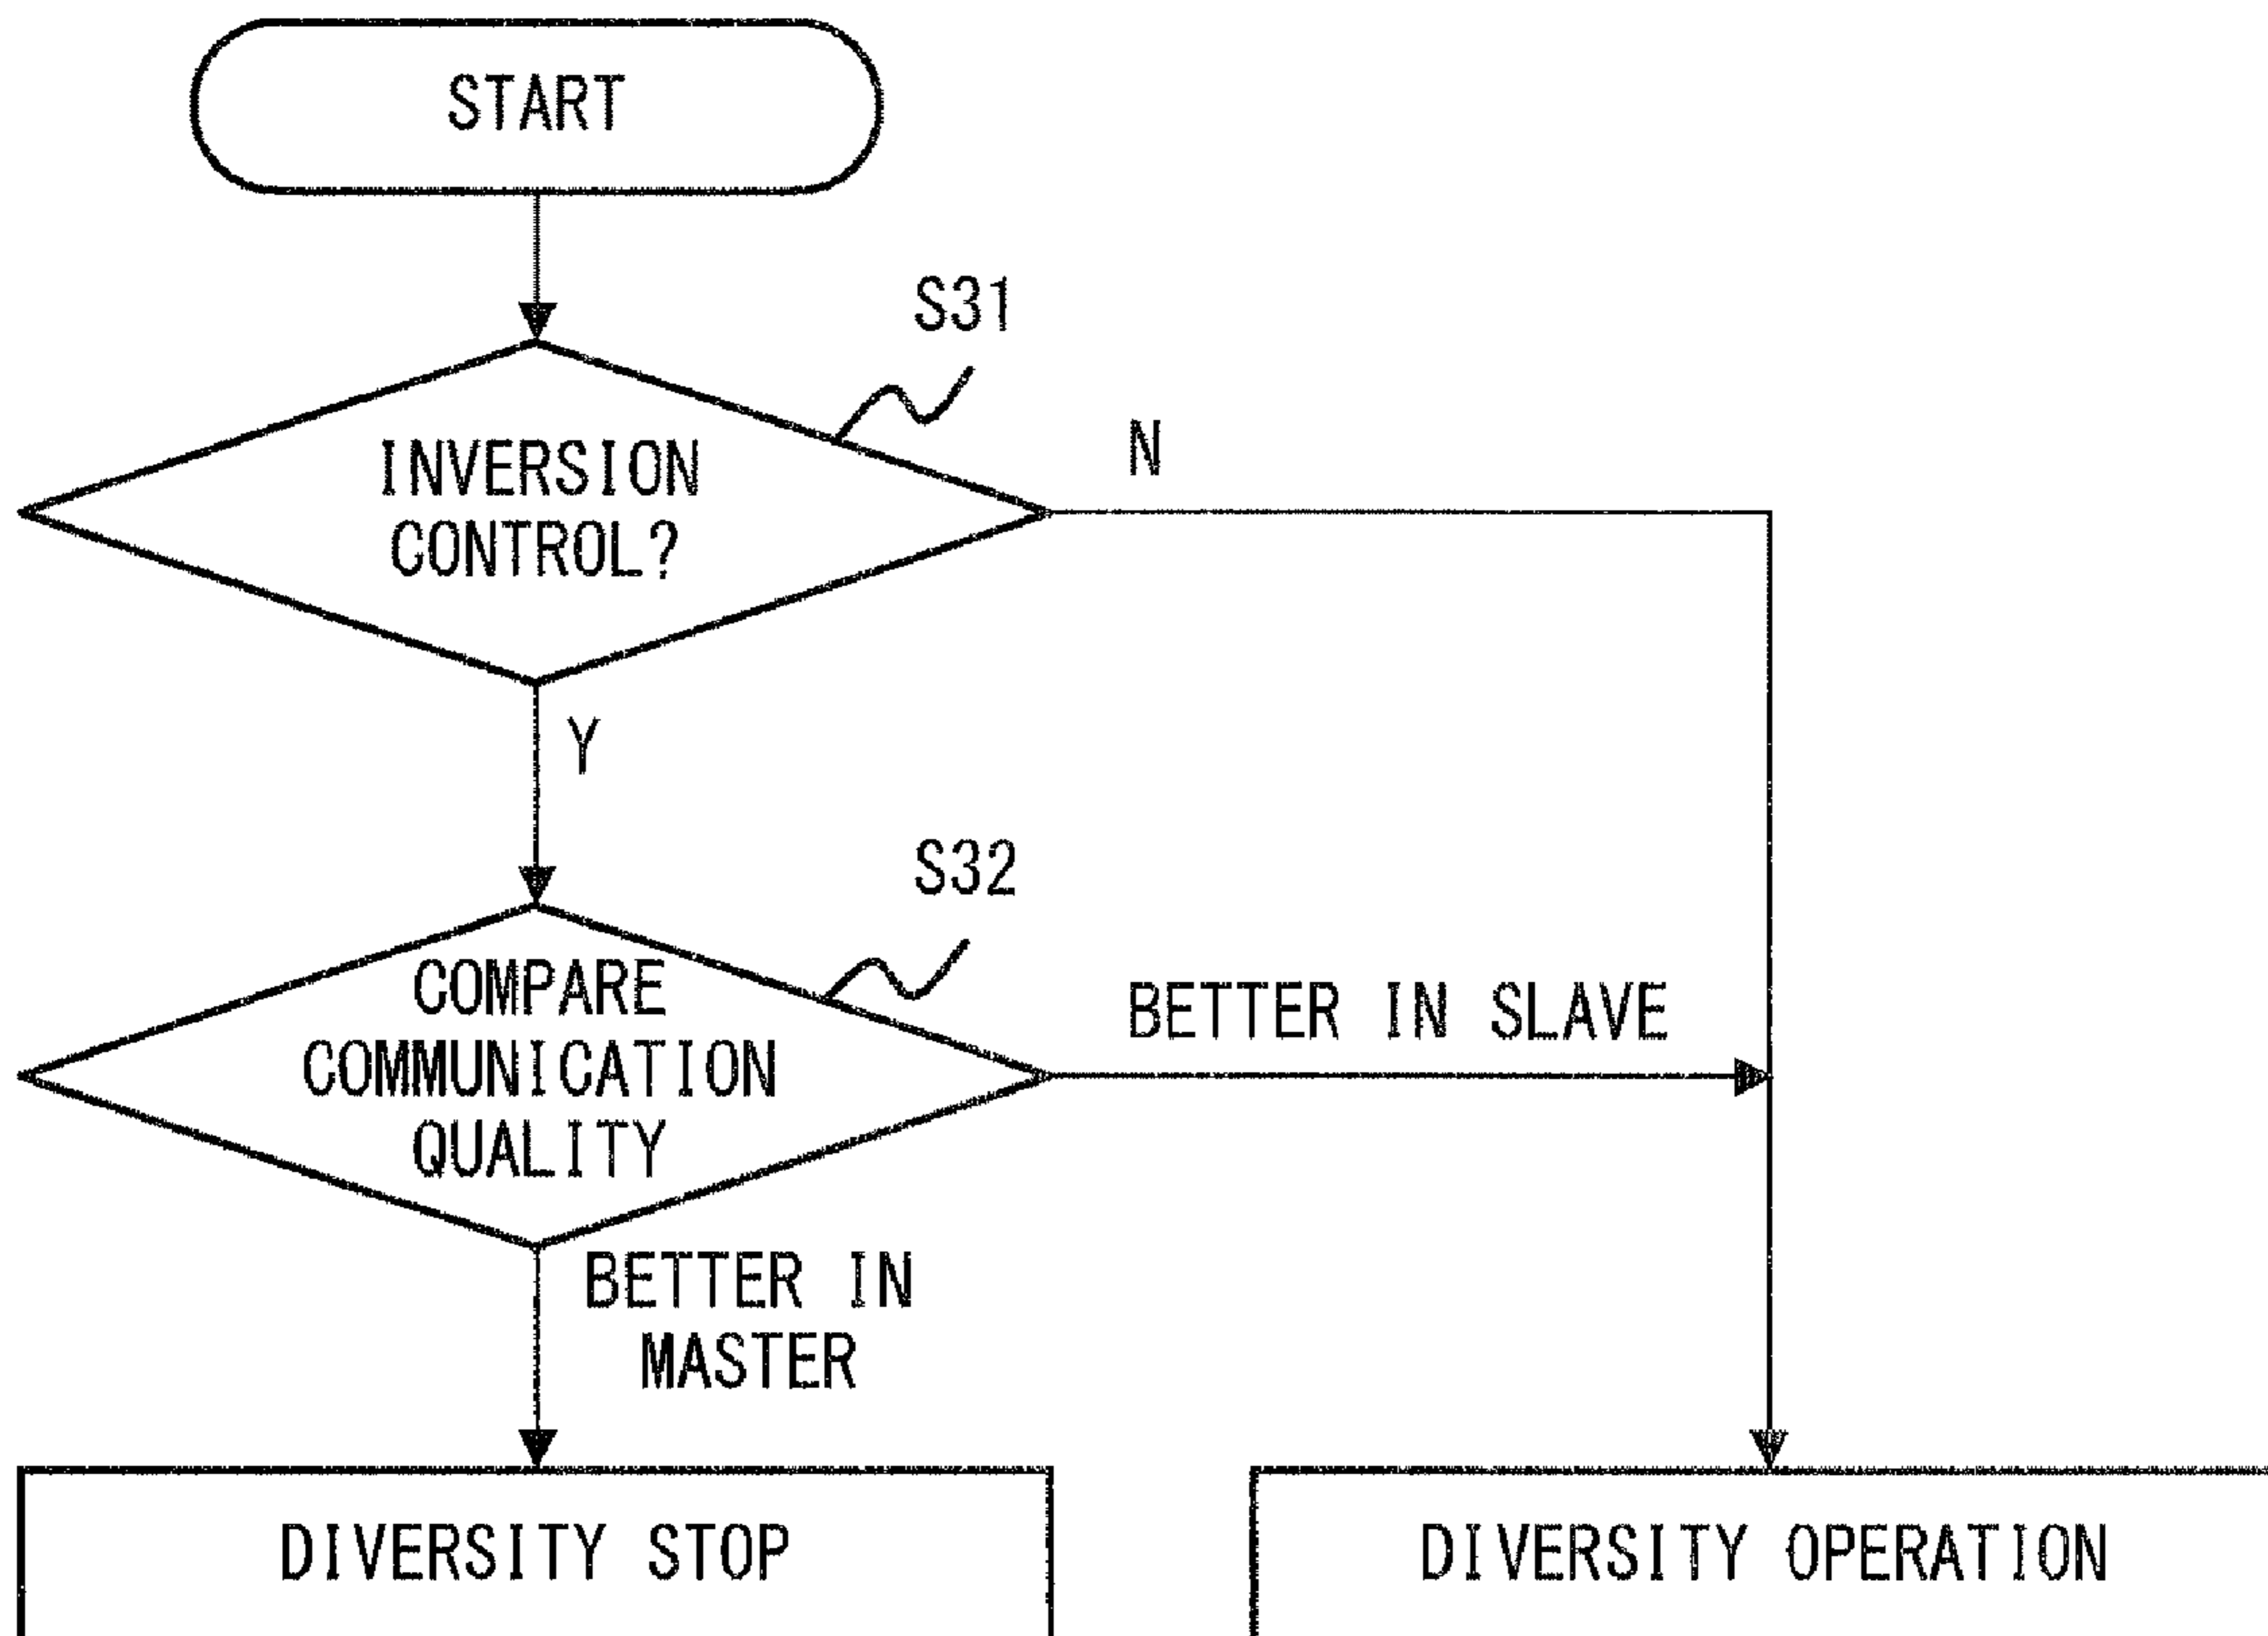 START
S31
INVERSION
CONTROL?
N
Y
S32
COMPARE
COMMUNICATION
QUALITY
BETTER IN SLAVE
BETTER IN
MASTER
DIVERSITY STOP
DIVERSITY OPERATION